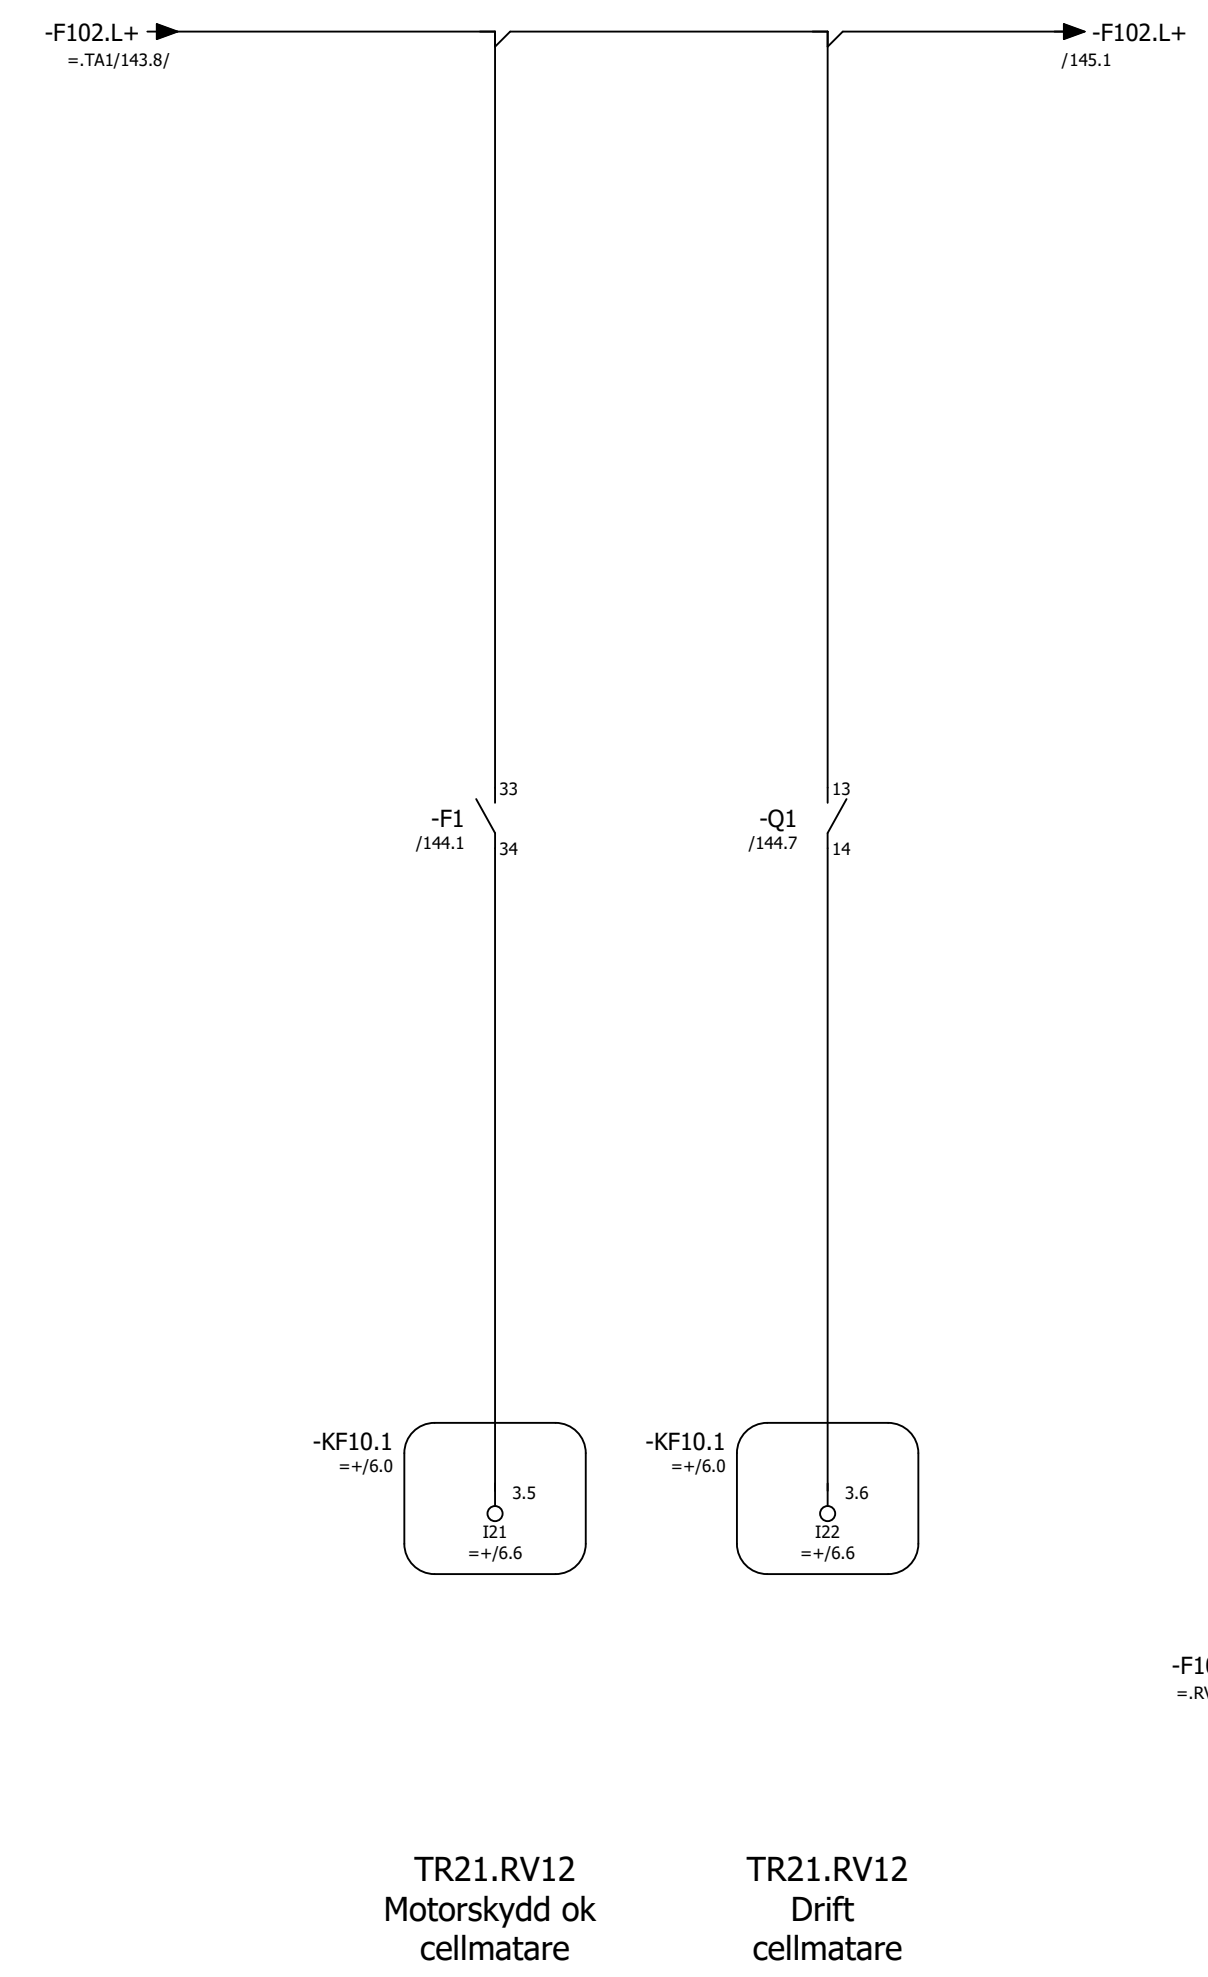 -F102.L+
=.TA1/143.8/
-F102.L+
/145.1
33
-F1
/144.1
34
13
-Q1
/144.7
14
-KF10.1
=+/6.0
3.5
I21
=+/6.6
-KF10.1
=+/6.0
3.6
I22
=+/6.6
TR21.RV12
Motorskydd ok
cellmatare
TR21.RV12
Drift
cellmatare